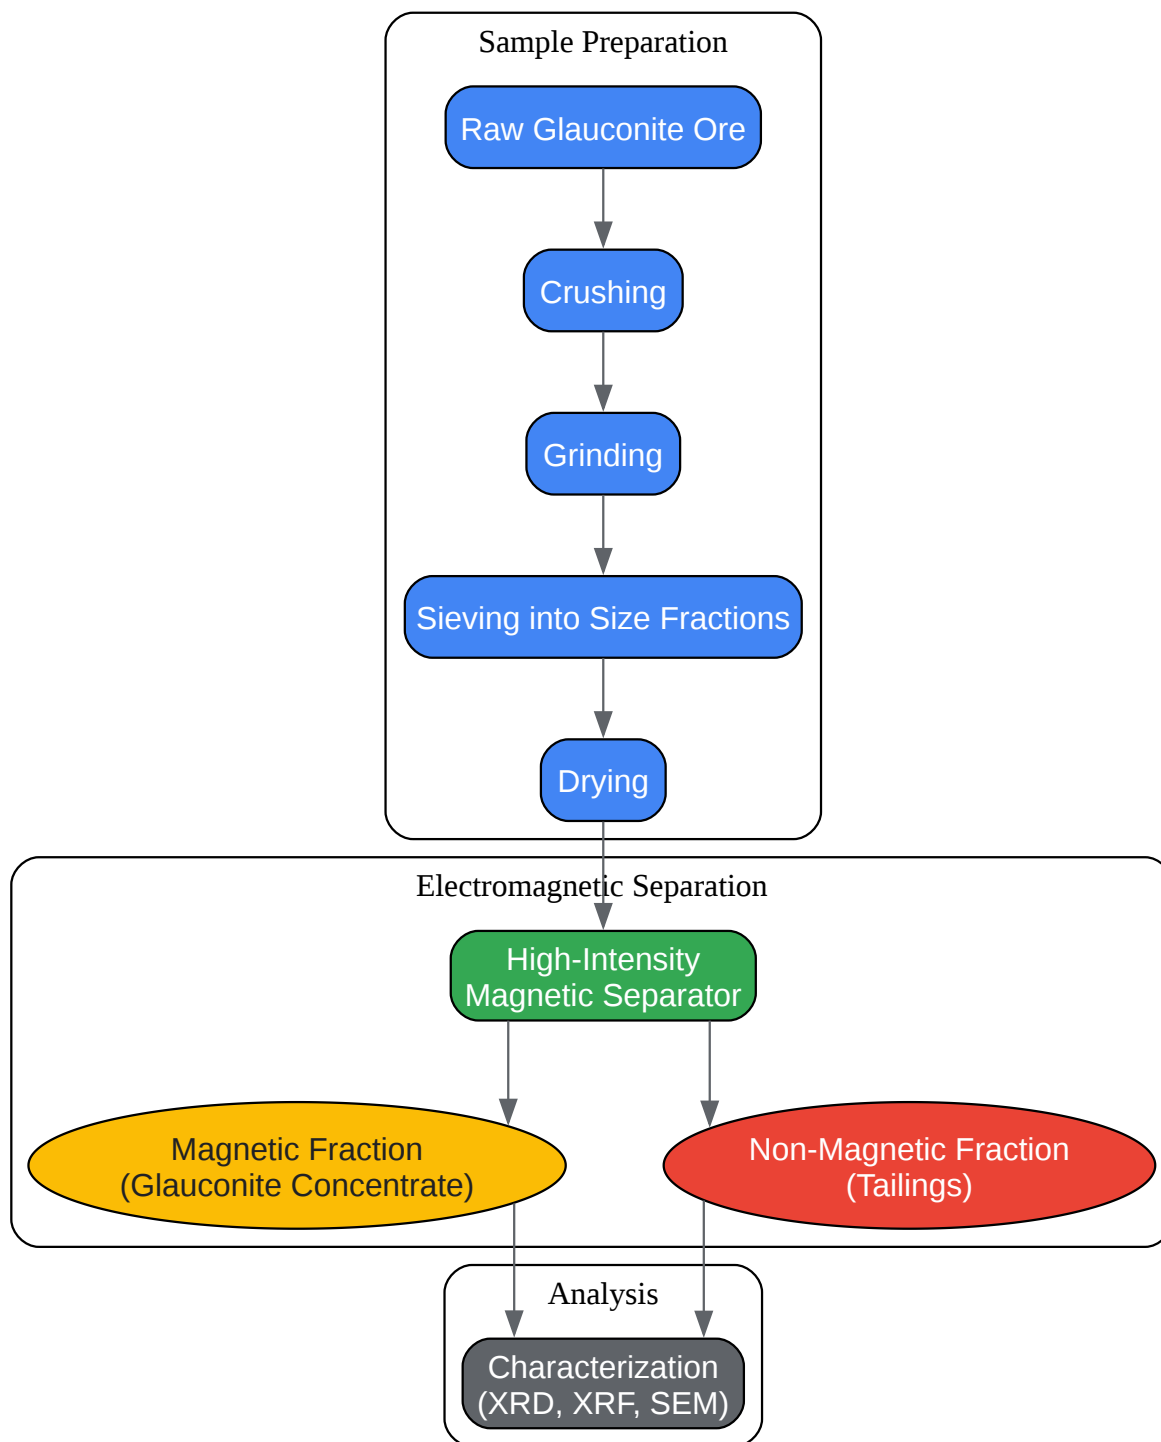 Sample Preparation
Raw Glauconite Ore
Crushing
Grinding
Sieving into Size Fractions
Drying
Electromagnetic Separation
High-Intensity
Magnetic Separator
Magnetic Fraction
(Glauconite Concentrate)
Non-Magnetic Fraction
(Tailings)
Analysis
Characterization
(XRD, XRF, SEM)